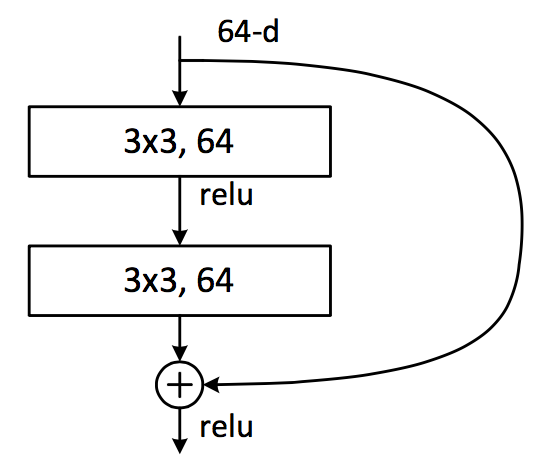 64-d
3x3, 64
relu
3x3, 64
+
relu